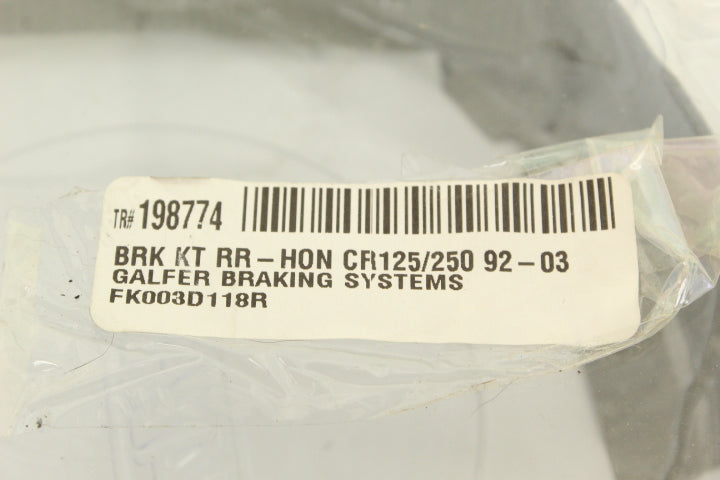 TR# 198774
BRK KT RR-HON CR125/250 92-03
GALFER BRAKING SYSTEMS
FK003D118R